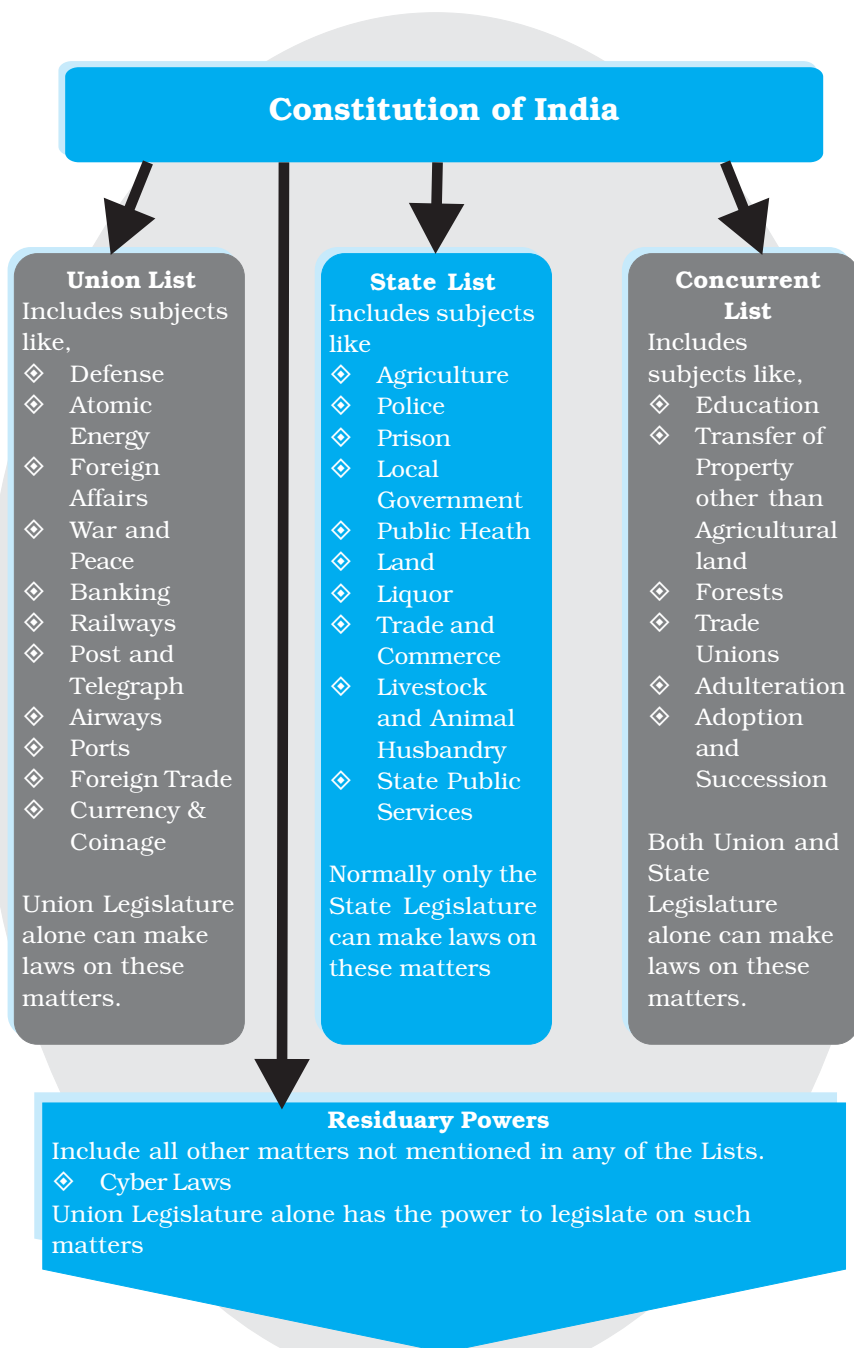 Constitution of India
Union List
Includes subjects
like,
◈ Defense
◈ Atomic
Energy
◈ Foreign
Affairs
◈ War and
Peace
◈ Banking
◈ Railways
◈ Post and
Telegraph
◈ Airways
◈ Ports
◈ Foreign Trade
◈ Currency &
Coinage
Union Legislature
alone can make
laws on these
matters.
State List
Includes subjects
like
◈ Agriculture
◈ Police
◈ Prison
◈ Local
Government
◈ Public Heath
◈ Land
◈ Liquor
◈ Trade and
Commerce
◈ Livestock
and Animal
Husbandry
◈ State Public
Services
Normally only the
State Legislature
can make laws on
these matters
Concurrent
List
Includes
subjects like,
◈ Education
◈ Transfer of
Property
other than
Agricultural
land
◈ Forests
◈ Trade
Unions
◈ Adulteration
◈ Adoption
and
Succession
Both Union and
State
Legislature
alone can make
laws on these
matters.
Residuary Powers
Include all other matters not mentioned in any of the Lists.
◈ Cyber Laws
Union Legislature alone has the power to legislate on such
matters